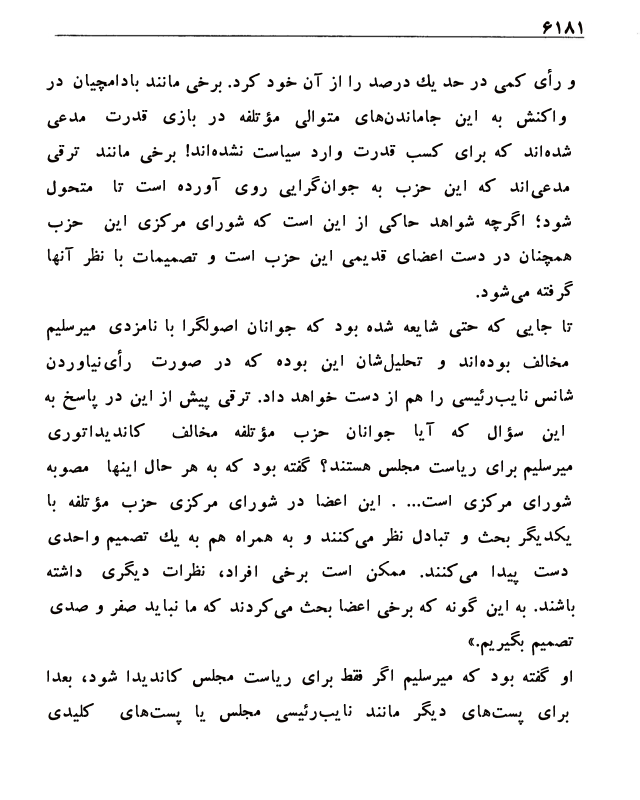 ۶۱۸۱
و رأی کمی در حد یك درصد را از آن خود کرد. برخی مانند بادامچیان در
واکنش به این جاماندن‌های متوالی مؤتلفه در بازی قدرت مدعی
شده‌اند که برای کسب قدرت وارد سیاست نشده‌اند! برخی مانند ترقی
مدعی‌اند که این حزب به جوان‌گرایی روی آورده است تا متحول
شود؛ اگرچه شواهد حاکی از این است که شورای مرکزی این حزب
همچنان در دست اعضای قدیمی این حزب است و تصمیمات با نظر آنها
گرفته می‌شود.
تا جایی که حتی شایعه شده بود که جوانان اصولگرا با نامزدی میرسلیم
مخالف بوده‌اند و تحلیل‌شان این بوده که در صورت رأی‌نیاوردن
شانس نایب‌رئیسی را هم از دست خواهد داد. ترقی پیش از این در پاسخ به
این سؤال که آیا جوانان حزب مؤتلفه مخالف کاندیداتوری
میرسلیم برای ریاست مجلس هستند؟ گفته بود که به هر حال اینها مصوبه
شورای مرکزی است... . این اعضا در شورای مرکزی حزب مؤتلفه با
یکدیگر بحث و تبادل نظر می‌کنند و به همراه هم به یك تصمیم واحدی
دست پیدا می‌کنند. ممکن است برخی افراد، نظرات دیگری داشته
باشند. به این گونه که برخی اعضا بحث می‌کردند که ما نباید صفر و صدی
تصمیم بگیریم.»
او گفته بود که میرسلیم اگر فقط برای ریاست مجلس کاندیدا شود، بعدا
برای پست‌های دیگر مانند نایب‌رئیسی مجلس یا پست‌های کلیدی